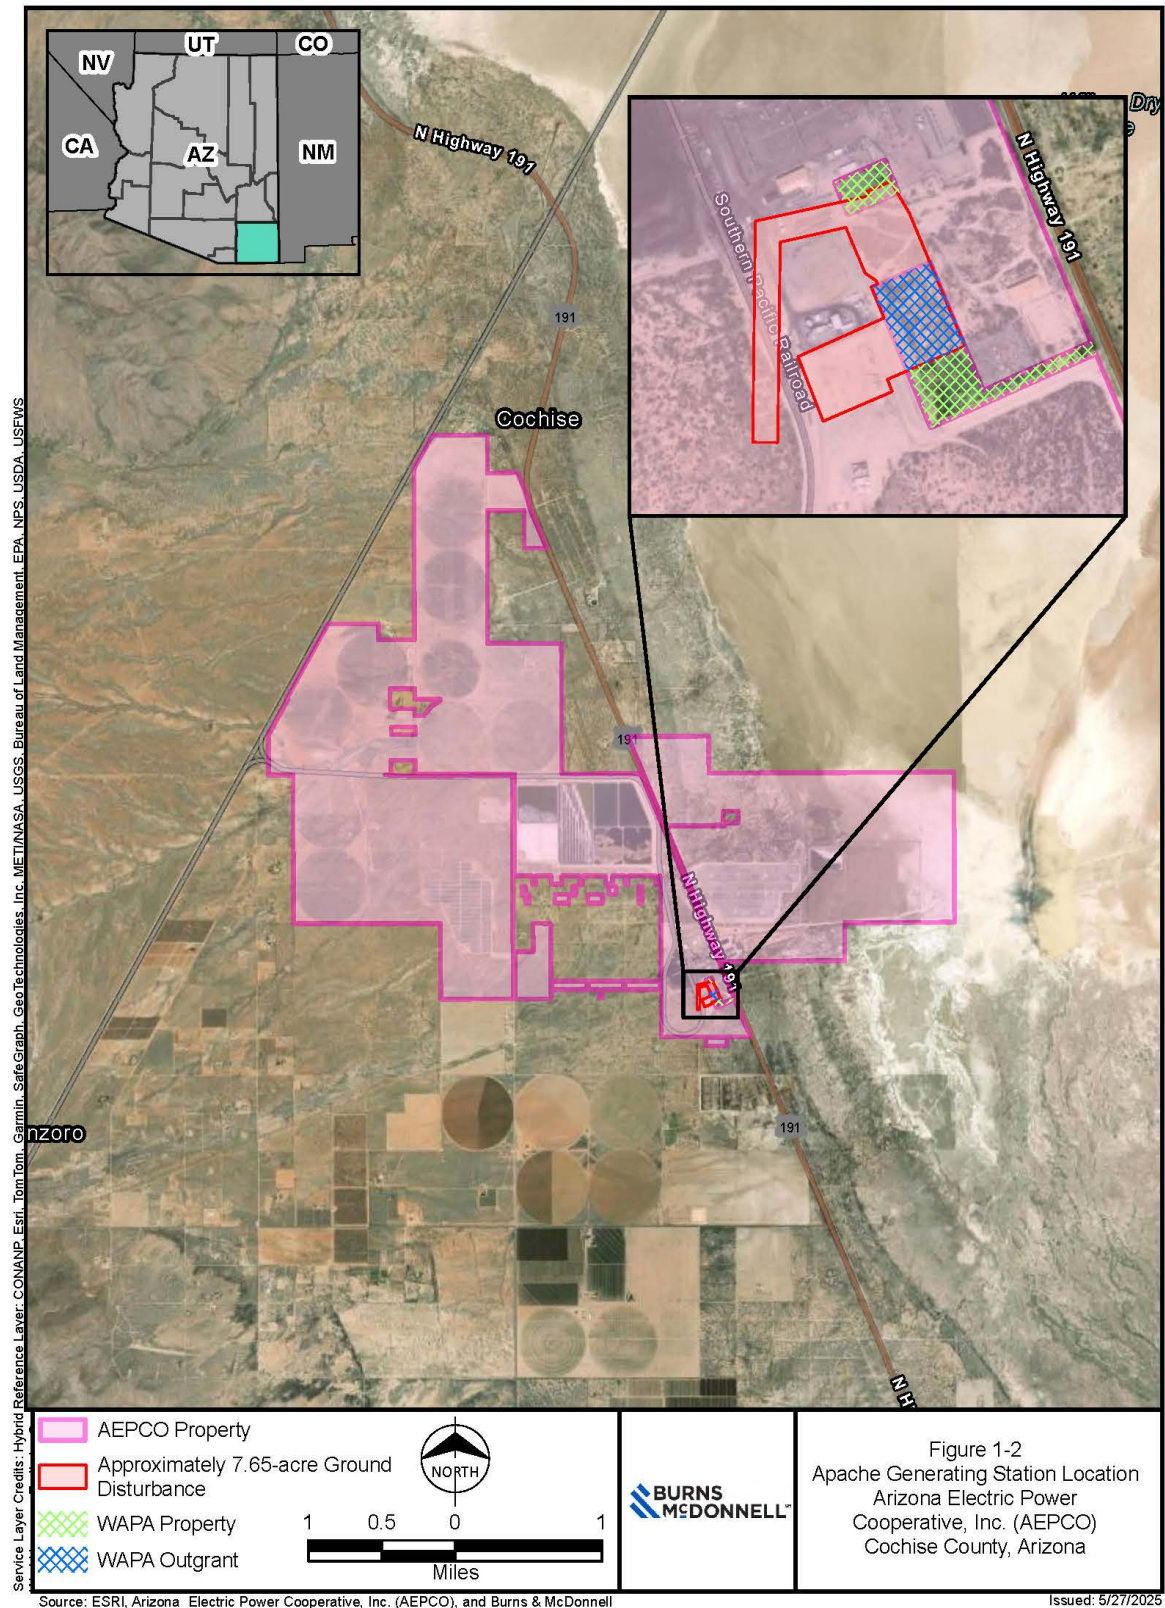 UT
CO
NV
CA
AZ
NM
N Highway 191
Dry
e
N Highway 191
Southern Pacific Railroad
191
Cochise
191
N Highway 191
nzoro
191
N H
Service Layer Credits: Hybrid Reference Layer: CONANP, Esri, TomTom, Garmin, SafeGraph, GeoTechnologies, Inc, METI/NASA, USGS, Bureau of Land Management, EPA, NPS, USDA, USFWS
AEPCO Property
Approximately 7.65-acre Ground
Disturbance
WAPA Property
WAPA Outgrant
NORTH
1 0.5 0 1
Miles
BURNS
McDONNELL
Figure 1-2
Apache Generating Station Location
Arizona Electric Power
Cooperative, Inc. (AEPCO)
Cochise County, Arizona
Source: ESRI, Arizona Electric Power Cooperative, Inc. (AEPCO), and Burns & McDonnell
Issued: 5/27/2025